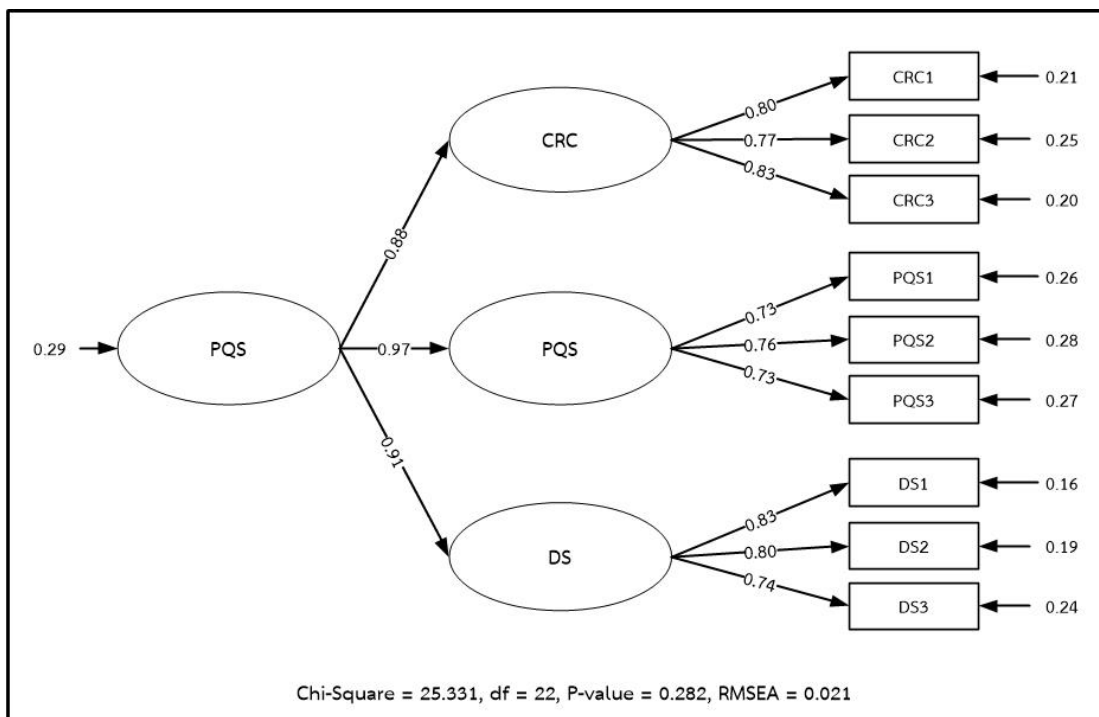 CRC1
0.21
0.80
CRC
0.77
CRC2
0.25
0.83
CRC3
0.20
0.88
PQS1
0.26
0.73
0.29
PQS
0.97
PQS
0.76
PQS2
0.28
0.73
PQS3
0.27
0.91
DS1
0.16
0.83
DS
0.80
DS2
0.19
0.74
DS3
0.24
Chi-Square = 25.331, df = 22, P-value = 0.282, RMSEA = 0.021